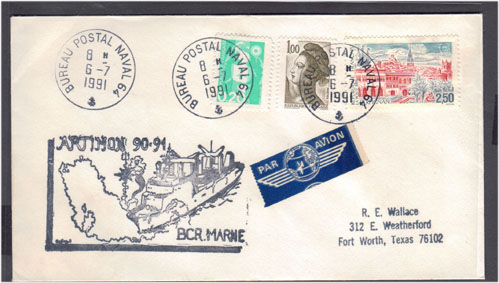 BUREAU POSTAL NAVAL 64
8 H
6-7
1991
BUREAU POSTAL NAVAL 64
8 H
6-7
1991
1,00
BUREAU POSTAL NAVAL 64
8 H
6-7
1991
2,50
ARTIMON 90-91
BCR. MARNE
PAR AVION
R. E. Wallace
312 E. Weatherford
Fort Worth, Texas 76102